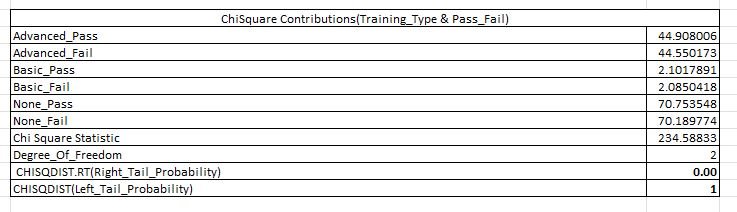 ChiSquare Contributions(Training_Type & Pass_Fail)
Advanced_Pass 44.908006
Advanced_Fail 44.550173
Basic_Pass 2.1017891
Basic_Fail 2.0850418
None_Pass 70.753548
None_Fail 70.189774
Chi Square Statistic 234.58833
Degree_Of_Freedom 2
CHISQDIST.RT(Right_Tail_Probability) 0.00
CHISQDIST(Left_Tail_Probability) 1